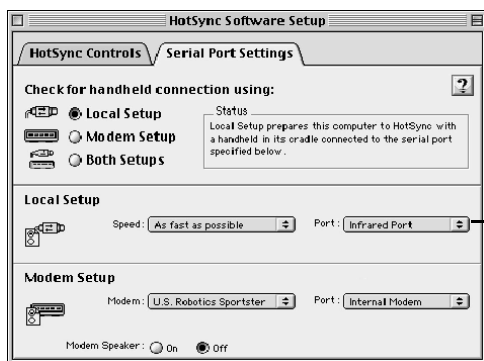 HotSync Software Setup
HotSync Controls
Serial Port Settings
Check for handheld connection using:
?
Local Setup
Modem Setup
Both Setups
Status
Local Setup prepares this computer to HotSync with
a handheld in its cradle connected to the serial port
specified below.
Local Setup
Speed: As fast as possible
Port: Infrared Port
Modem Setup
Modem: U.S. Robotics Sportster
Port: Internal Modem
Modem Speaker: On Off